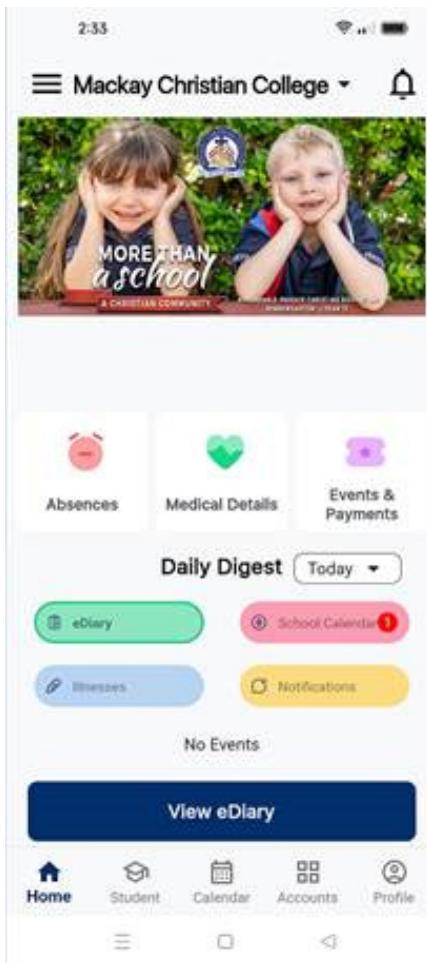 2:33
Mackay Christian College
MORE THAN
a school
A CHRISTIAN COMMUNITY
Absences
Medical Details
Events &
Payments
Daily Digest
Today
eDiary
School Calendar
1
Illnesses
Notifications
No Events
View eDiary
Home
Student
Calendar
Accounts
Profile